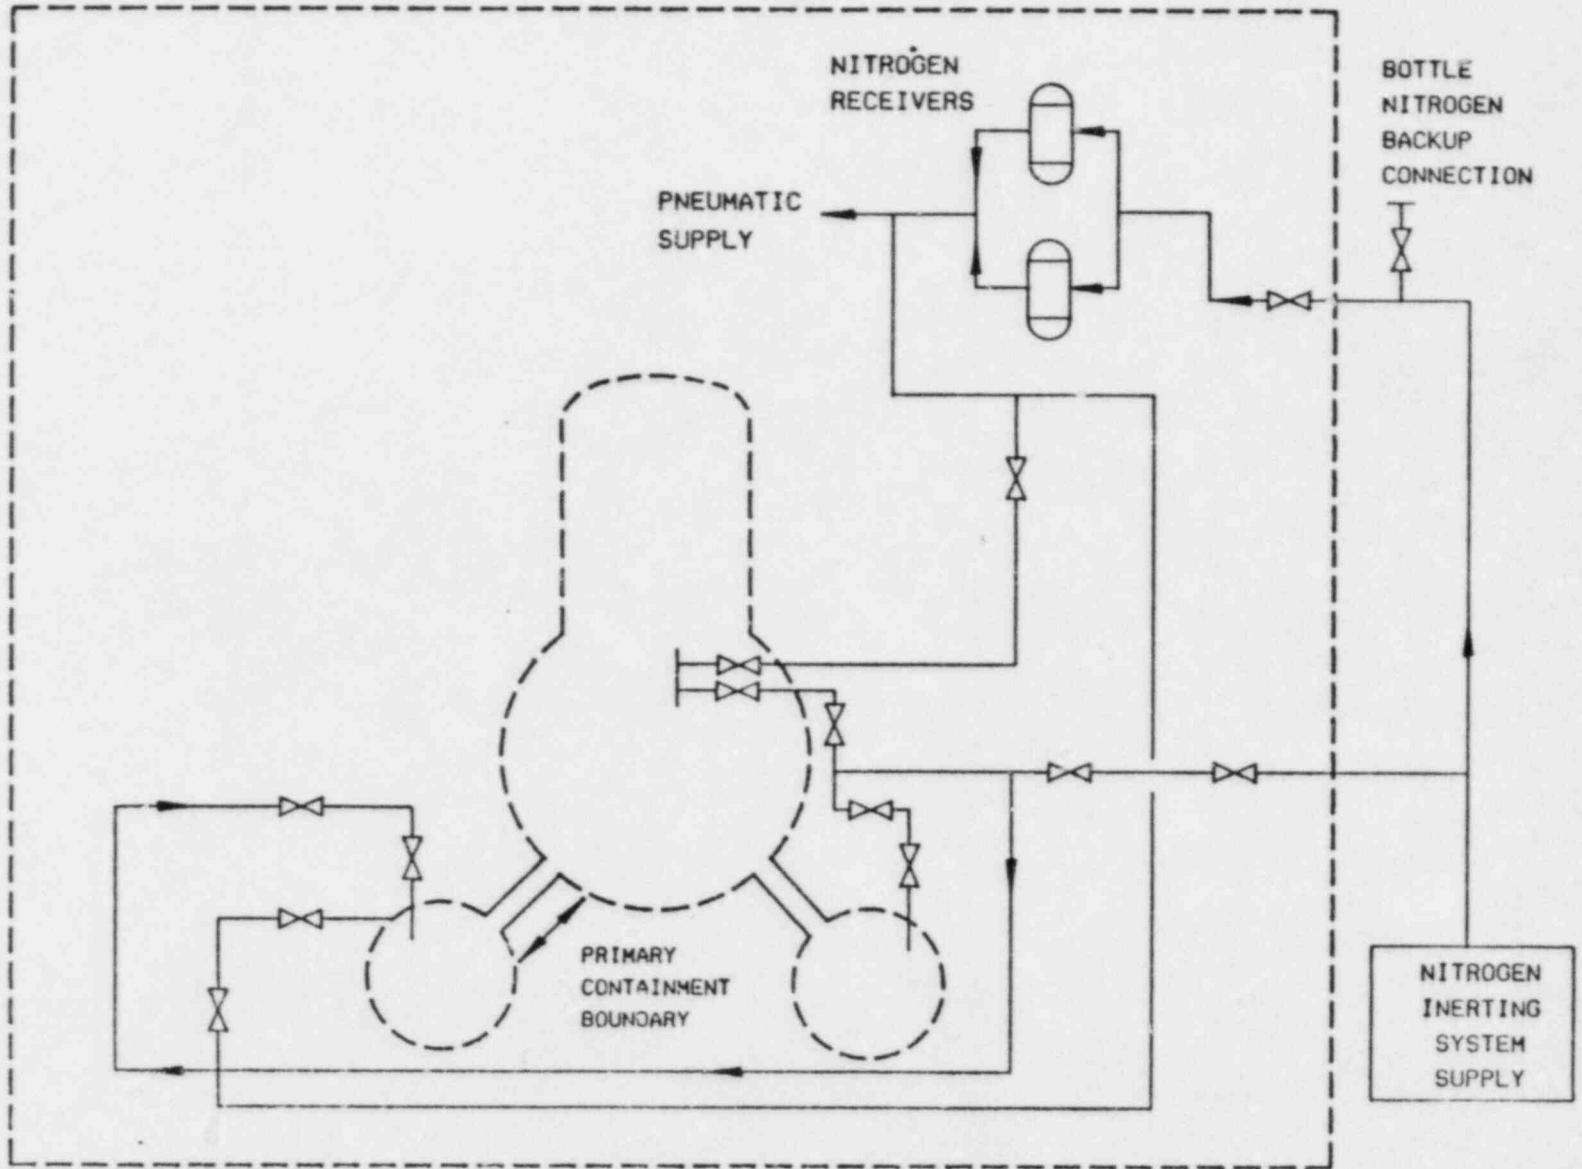 NITROGEN
RECEIVERS
BOTTLE
NITROGEN
BACKUP
CONNECTION
PNEUMATIC
SUPPLY
PRIMARY
CONTAINMENT
BOUNDARY
NITROGEN
INERTING
SYSTEM
SUPPLY